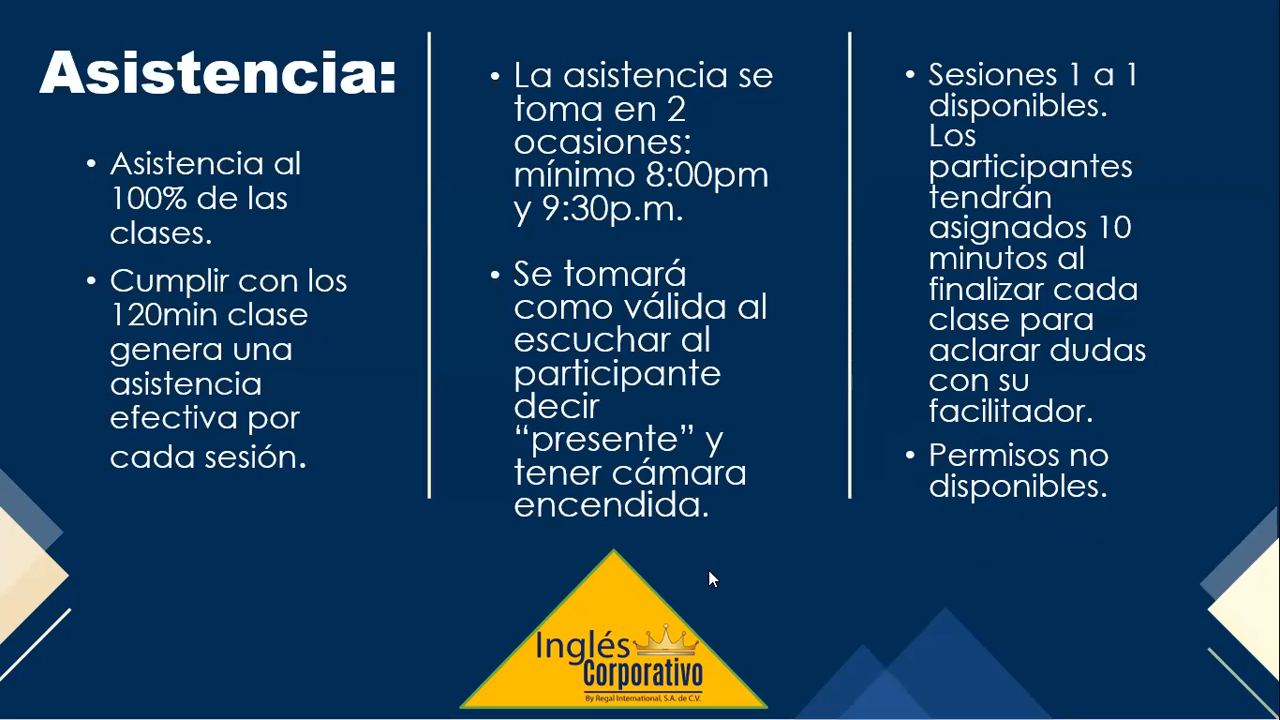 Asistencia:
• Asistencia al
100% de las
clases.
• Cumplir con los
120min clase
genera una
asistencia
efectiva por
cada sesión.
• La asistencia se
toma en 2
ocasiones:
mínimo 8:00pm
y 9:30p.m.
• Se tomará
como válida al
escuchar al
participante
decir
“presente” y
tener cámara
encendida.
• Sesiones 1 a 1
disponibles.
Los
participantes
tendrán
asignados 10
minutos al
finalizar cada
clase para
aclarar dudas
con su
facilitador.
• Permisos no
disponibles.
Inglés
Corporativo
By Regal International, S.A. de C.V.